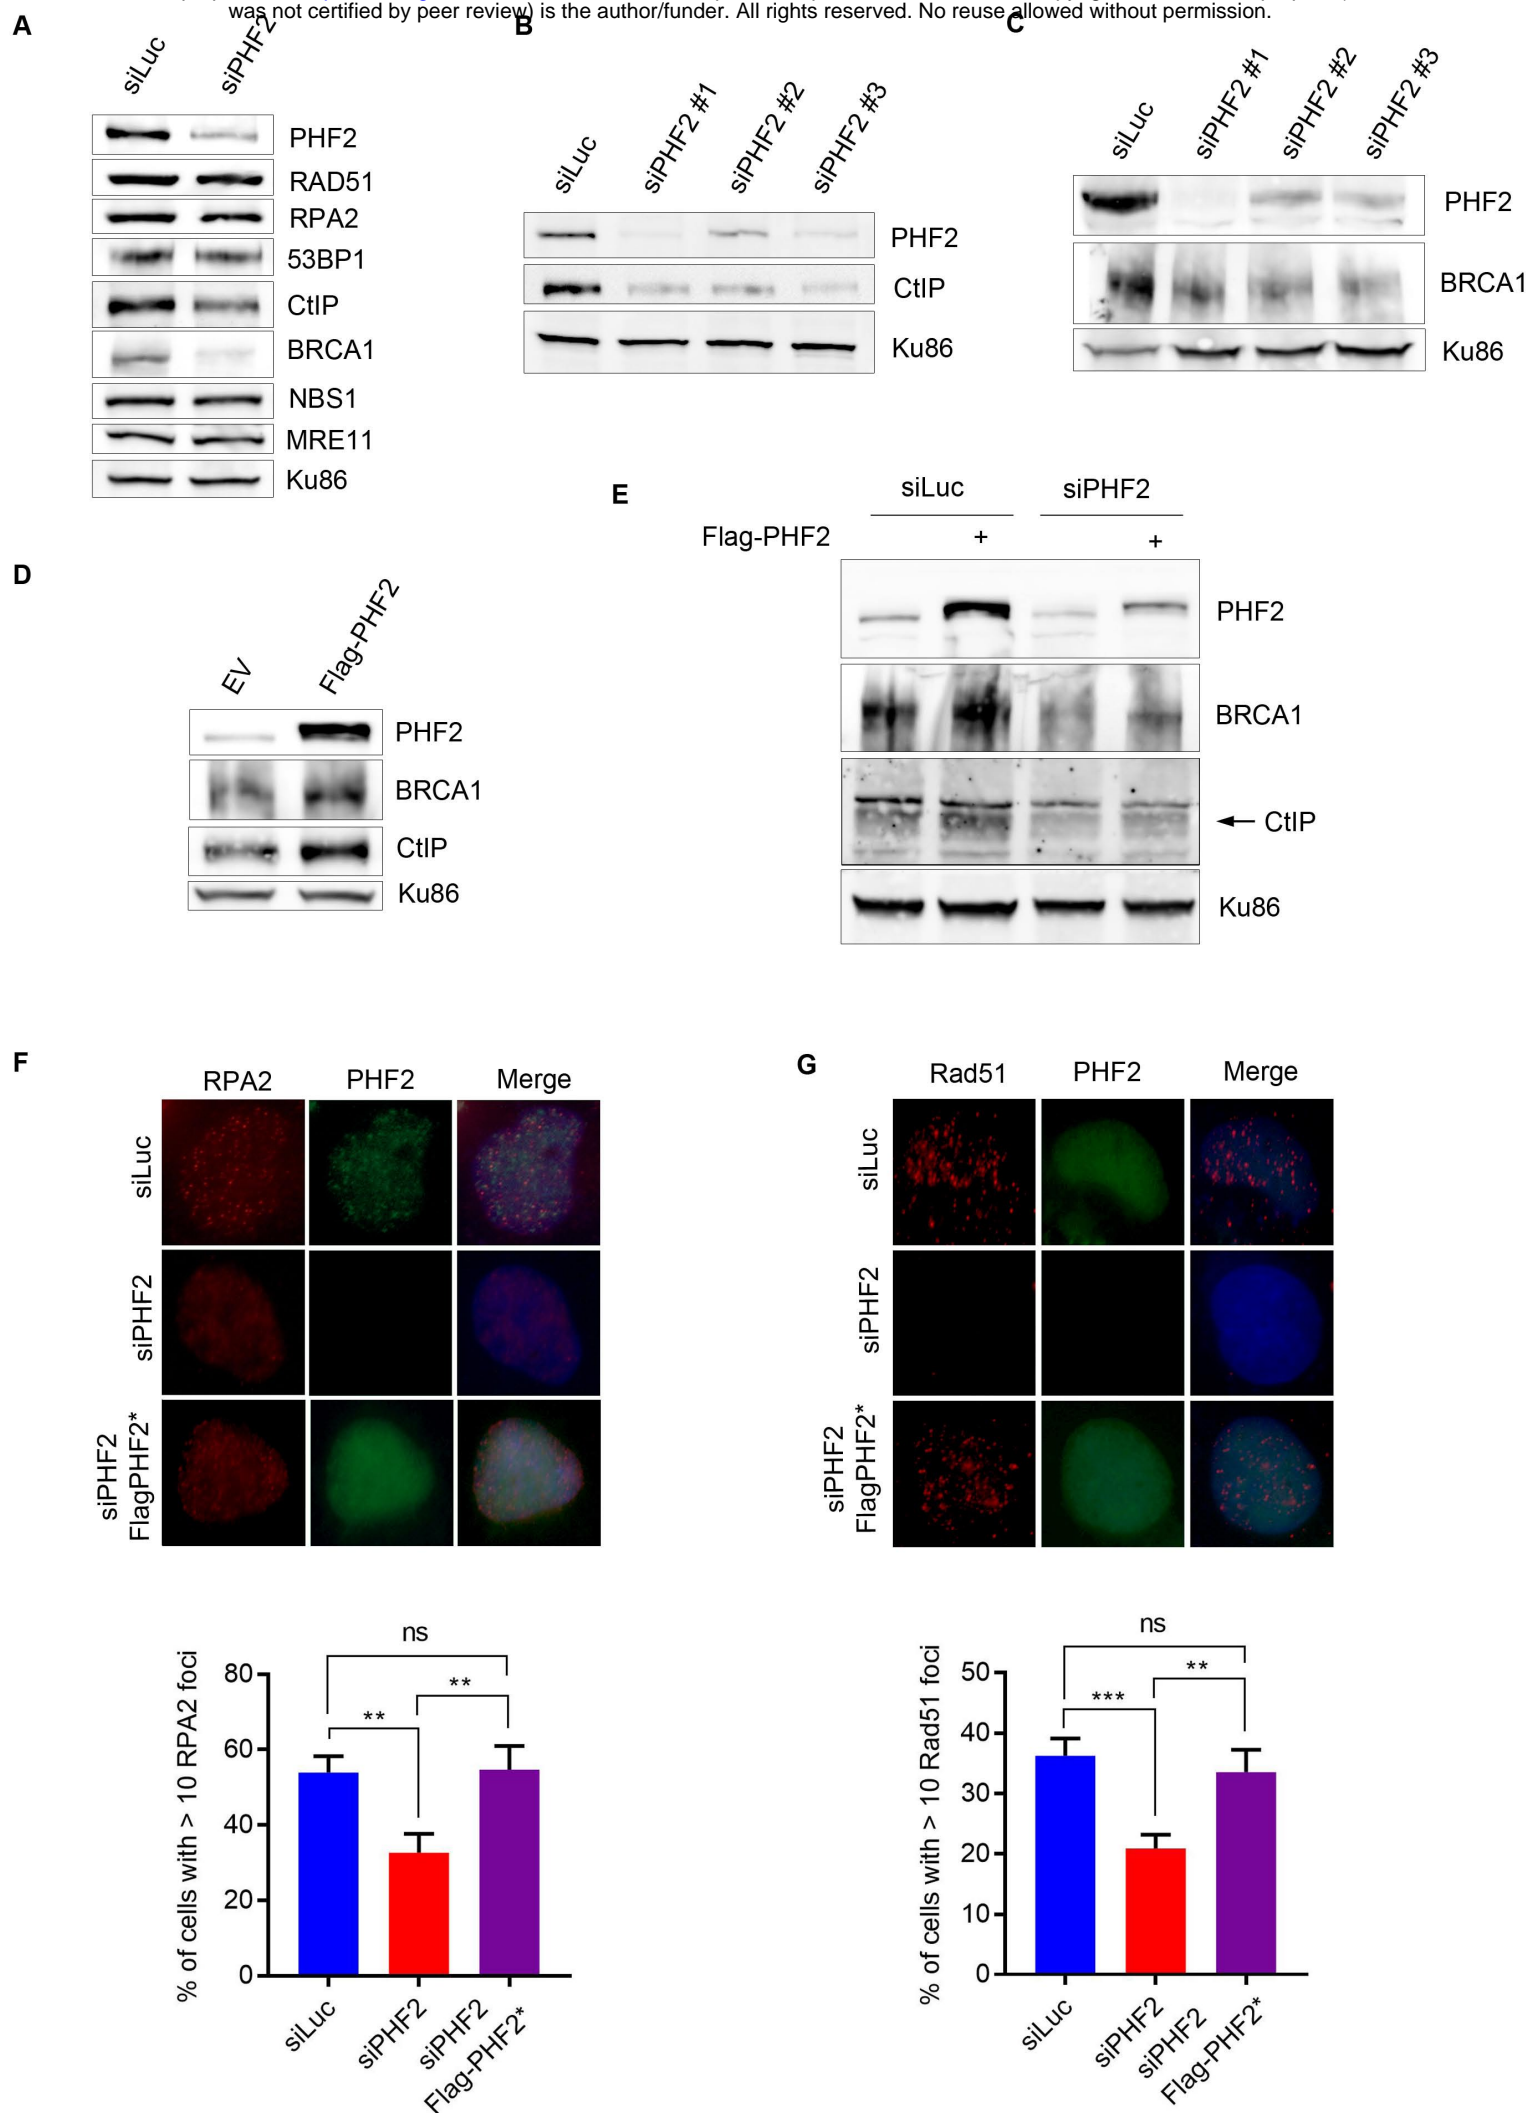 was not certified by peer review) is the author/funder. All rights reserved. No reuse allowed without permission.
A
siLuc
siPHF2
PHF2
RAD51
RPA2
53BP1
CtIP
BRCA1
NBS1
MRE11
Ku86
B
siLuc
siPHF2 #1
siPHF2 #2
siPHF2 #3
PHF2
CtIP
Ku86
C
siLuc
siPHF2 #1
siPHF2 #2
siPHF2 #3
PHF2
BRCA1
Ku86
D
EV
Flag-PHF2
PHF2
BRCA1
CtIP
Ku86
E
siLuc
siPHF2
Flag-PHF2
+
+
PHF2
BRCA1
CtIP
Ku86
F
RPA2
PHF2
Merge
siLuc
siPHF2
siPHF2
FlagPHF2*
% of cells with > 10 RPA2 foci
80
60
40
20
0
ns
**
**
siLuc
siPHF2
siPHF2
Flag-PHF2*
G
Rad51
PHF2
Merge
siLuc
siPHF2
siPHF2
FlagPHF2*
% of cells with > 10 Rad51 foci
50
40
30
20
10
0
ns
***
**
siLuc
siPHF2
siPHF2
Flag-PHF2*